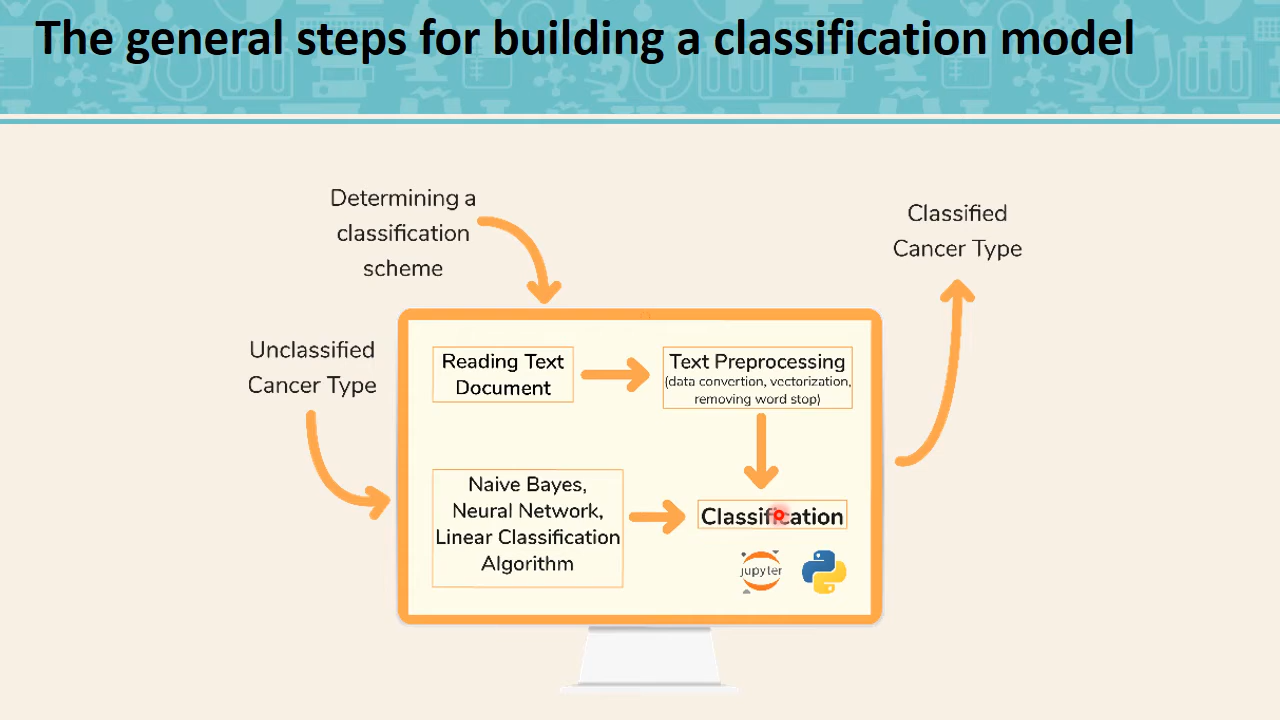 The general steps for building a classification model
Determining a
classification
scheme
Classified
Cancer Type
Unclassified
Cancer Type
Reading Text
Document
Text Preprocessing
(data convertion, vectorization,
removing word stop)
Naive Bayes,
Neural Network,
Linear Classification
Algorithm
Classification
jupyter